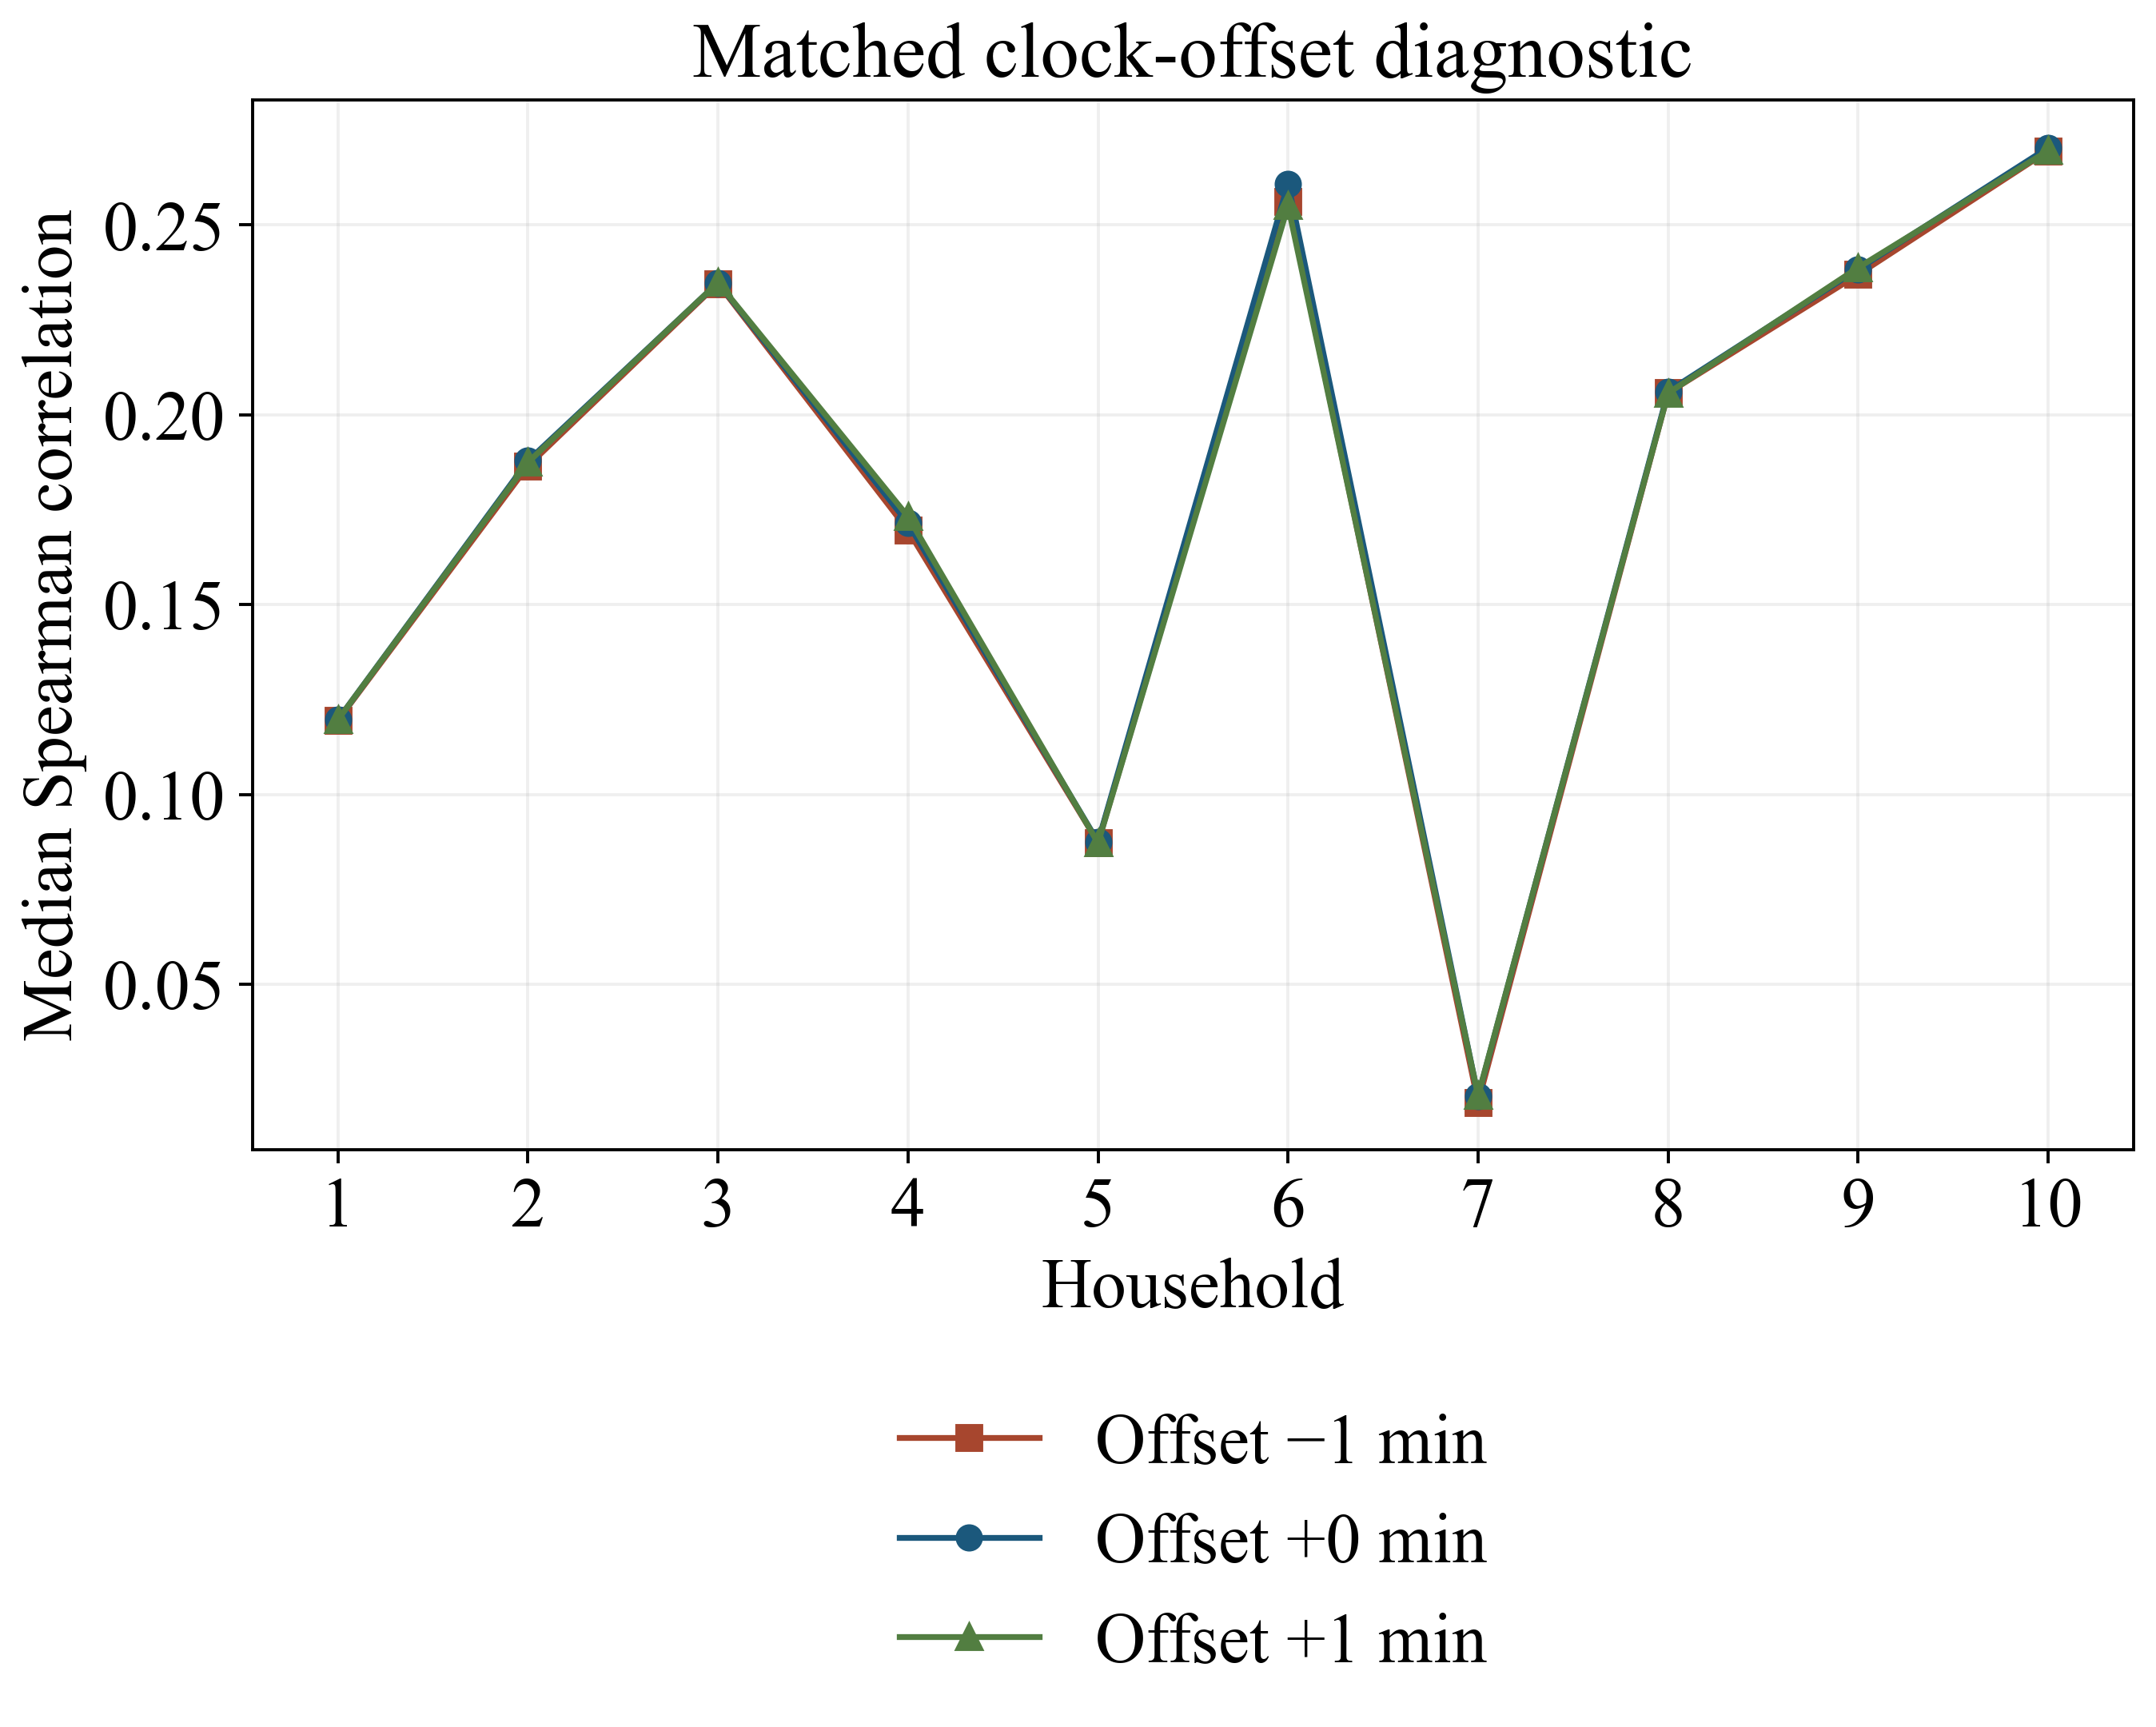 Matched clock-offset diagnostic
Median Spearman correlation
0.25
0.20
0.15
0.10
0.05
1 2 3 4 5 6 7 8 9 10
Household
Offset −1 min
Offset +0 min
Offset +1 min